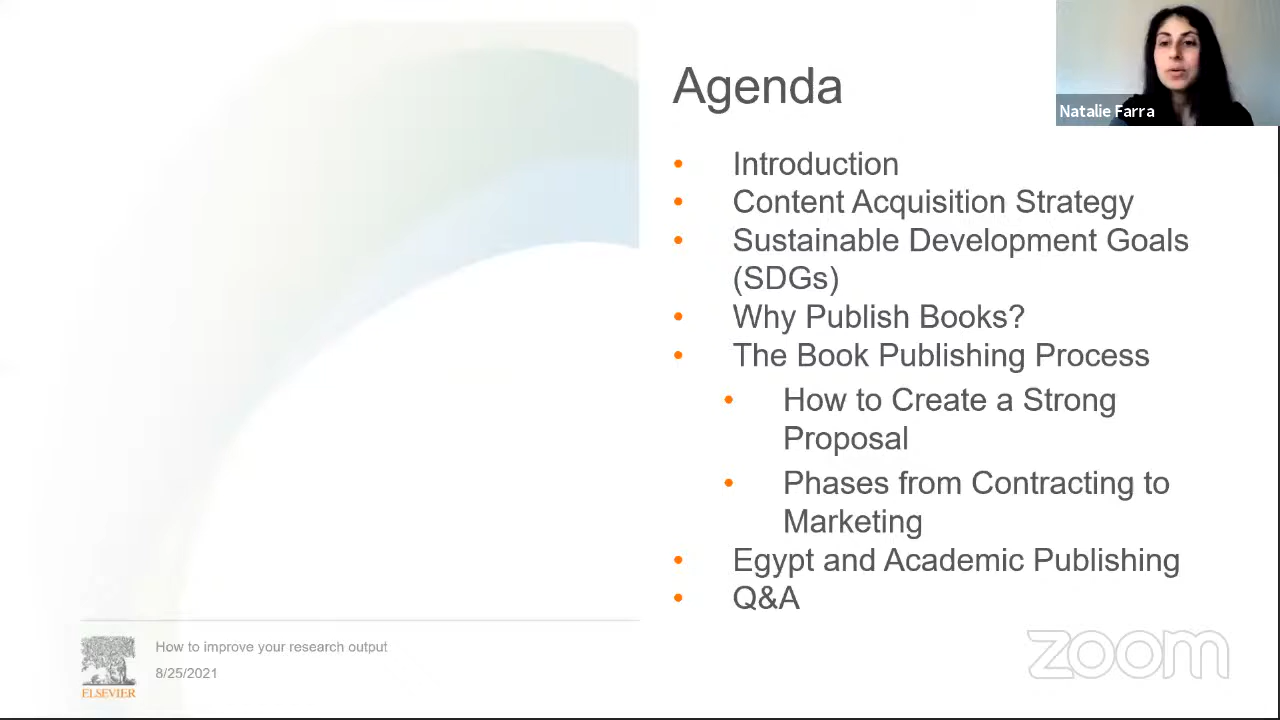 Agenda
Natalie Farra
• Introduction
• Content Acquisition Strategy
• Sustainable Development Goals
(SDGs)
• Why Publish Books?
• The Book Publishing Process
• How to Create a Strong
Proposal
• Phases from Contracting to
Marketing
• Egypt and Academic Publishing
• Q&A
How to improve your research output
8/25/2021
ELSEVIER
zoom